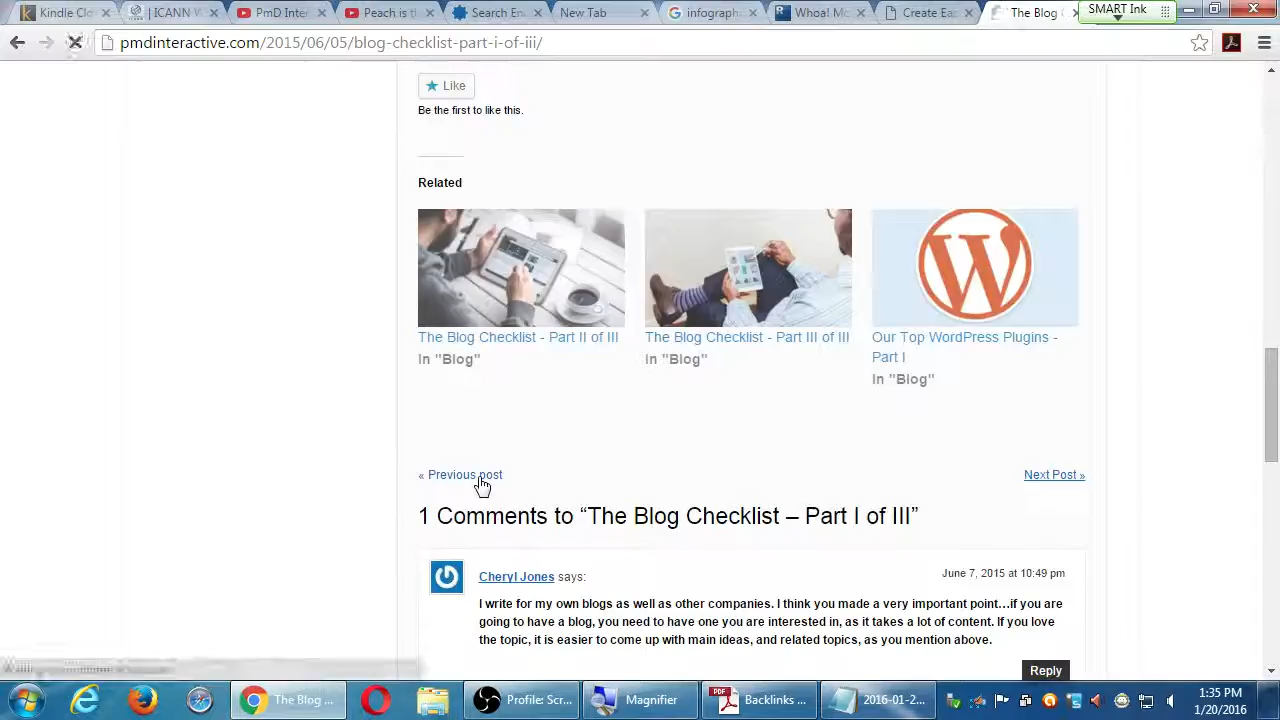 Kindle Clo
ICANN W
PmD Inter
Peach is t
Search En
New Tab
infograph
Whoa! Mo
Create Ea
The Blog C
SMART Ink
pmdinteractive.com/2015/06/05/blog-checklist-part-i-of-iii/
Like
Be the first to like this.
Related
The Blog Checklist - Part II of III
In "Blog"
The Blog Checklist - Part III of III
In "Blog"
Our Top WordPress Plugins -
Part I
In "Blog"
« Previous post
Next Post »
1 Comments to “The Blog Checklist – Part I of III”
Cheryl Jones says:
June 7, 2015 at 10:49 pm
I write for my own blogs as well as other companies. I think you made a very important point…if you are
going to have a blog, you need to have one you are interested in, as it takes a lot of content. If you love
the topic, it is easier to come up with main ideas, and related topics, as you mention above.
Reply
The Blog ...
Profile: Scr...
Magnifier
PDF
Backlinks ...
2016-01-2...
1:35 PM
1/20/2016